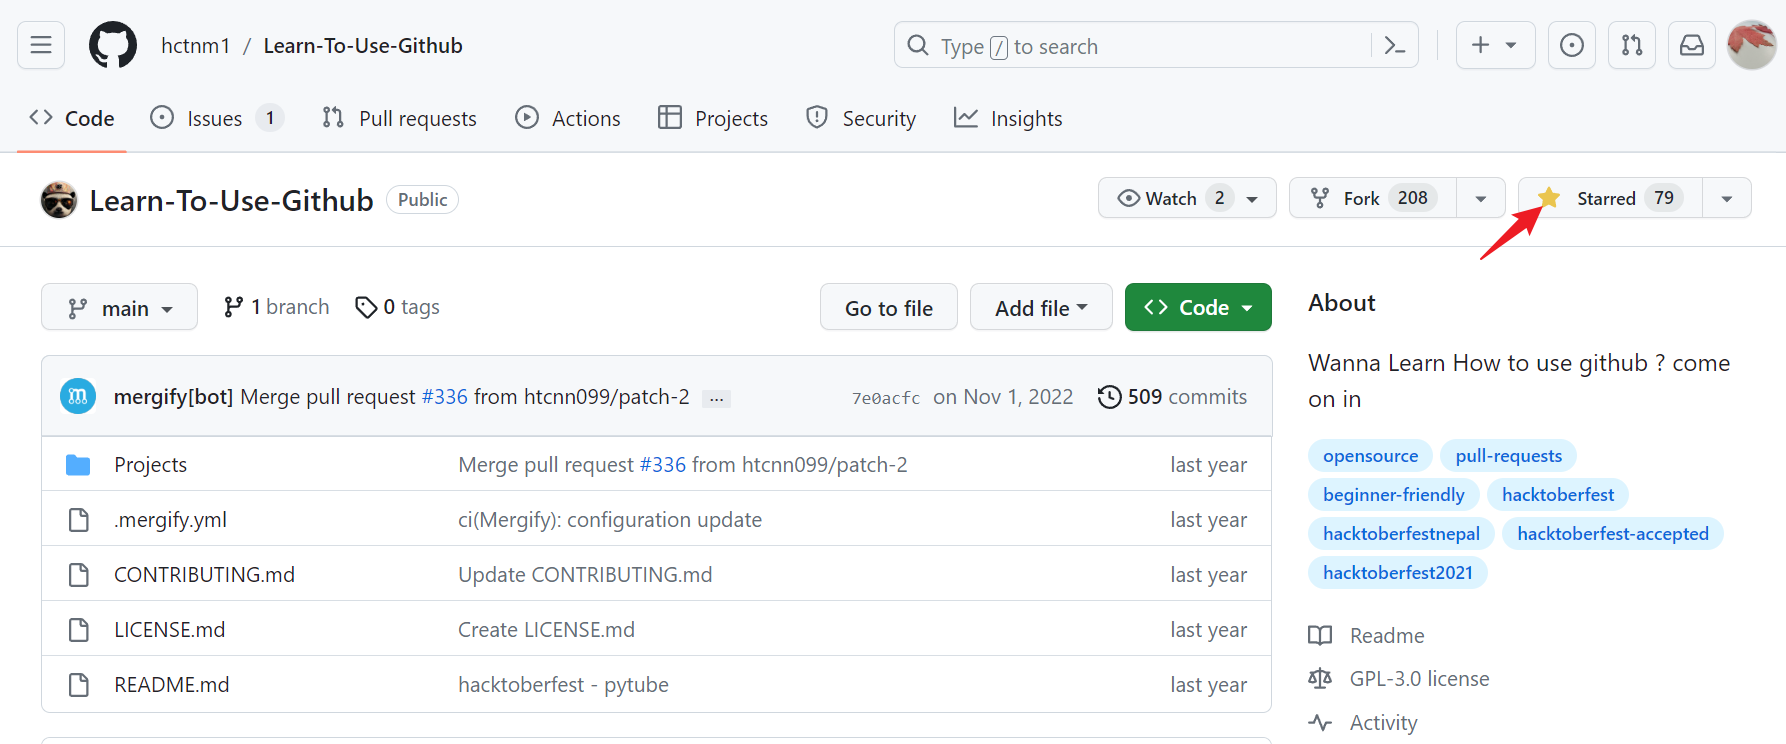 hctnm1 / Learn-To-Use-Github
Type / to search
Code Issues 1 Pull requests Actions Projects Security Insights
Learn-To-Use-Github Public
Watch 2 Fork 208 Starred 79
main 1 branch 0 tags Go to file Add file Code
mergify[bot] Merge pull request #336 from htcnn099/patch-2 ... 7e0acfc on Nov 1, 2022 509 commits
Projects Merge pull request #336 from htcnn099/patch-2 last year
.mergify.yml ci(Mergify): configuration update last year
CONTRIBUTING.md Update CONTRIBUTING.md last year
LICENSE.md Create LICENSE.md last year
README.md hacktoberfest - pytube last year
About
Wanna Learn How to use github ? come
on in
opensource pull-requests
beginner-friendly hacktoberfest
hacktoberfestnepal hacktoberfest-accepted
hacktoberfest2021
Readme
GPL-3.0 license
Activity